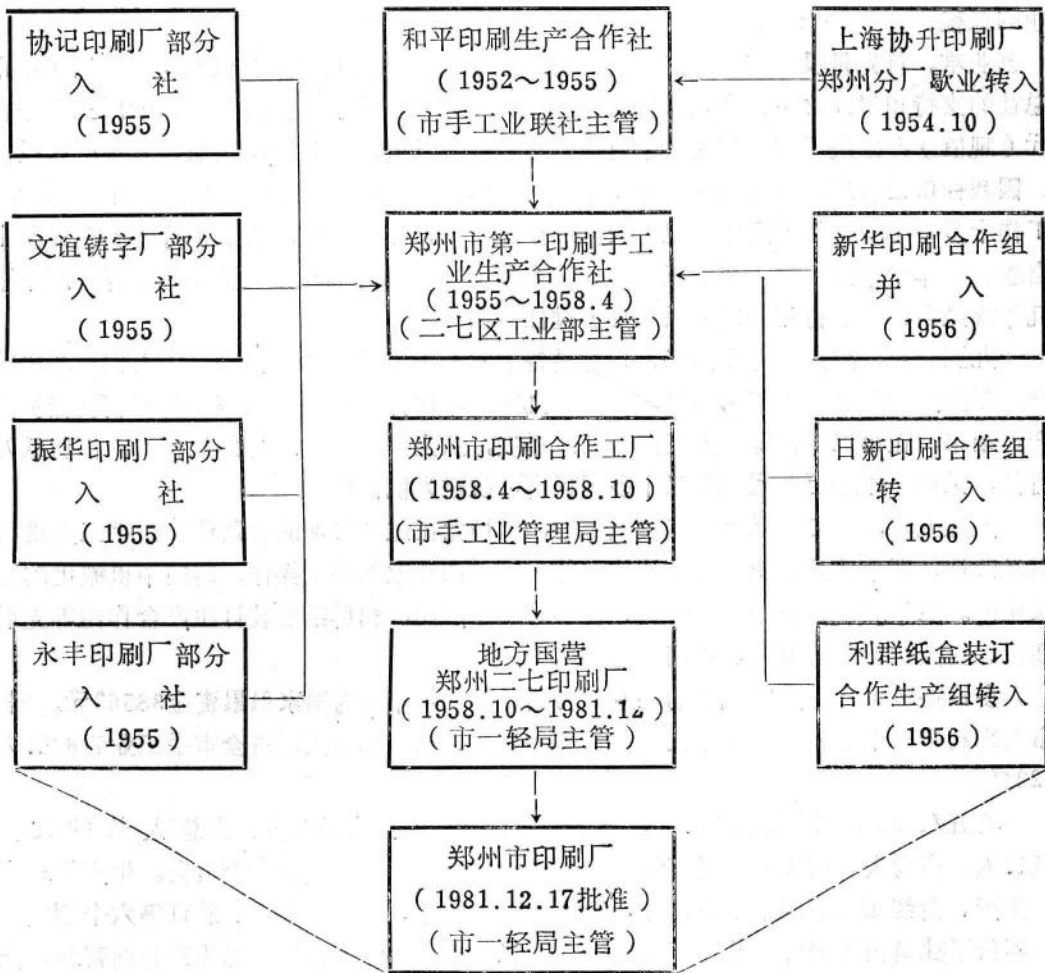 协记印刷厂部分
入 社
(1955)
和平印刷生产合作社
(1952～1955)
(市手工业联社主管)
上海协升印刷厂
郑州分厂歇业转入
(1954.10)
文谊铸字厂部分
入 社
(1955)
郑州市第一印刷手工
业生产合作社
(1955～1958.4)
(二七区工业部主管)
新华印刷合作组
并 入
(1956)
振华印刷厂部分
入 社
(1955)
郑州市印刷合作工厂
(1958.4～1958.10)
(市手工业管理局主管)
日新印刷合作组
转 入
(1956)
永丰印刷厂部分
入 社
(1955)
地方国营
郑州二七印刷厂
(1958.10～1981.12)
(市一轻局主管)
利群纸盒装订
合作生产组转入
(1956)
郑州市印刷厂
(1981.12.17批准)
(市一轻局主管)